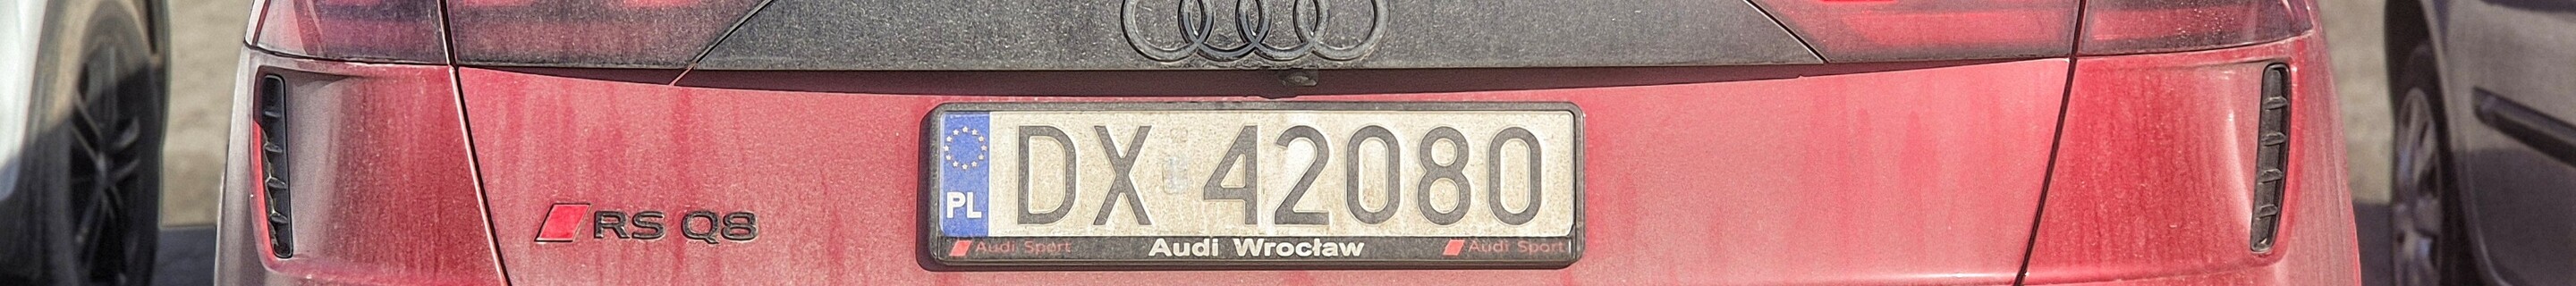 DX 42080
PL
RS Q8
Audi Sport Audi Wrocław Audi Sport